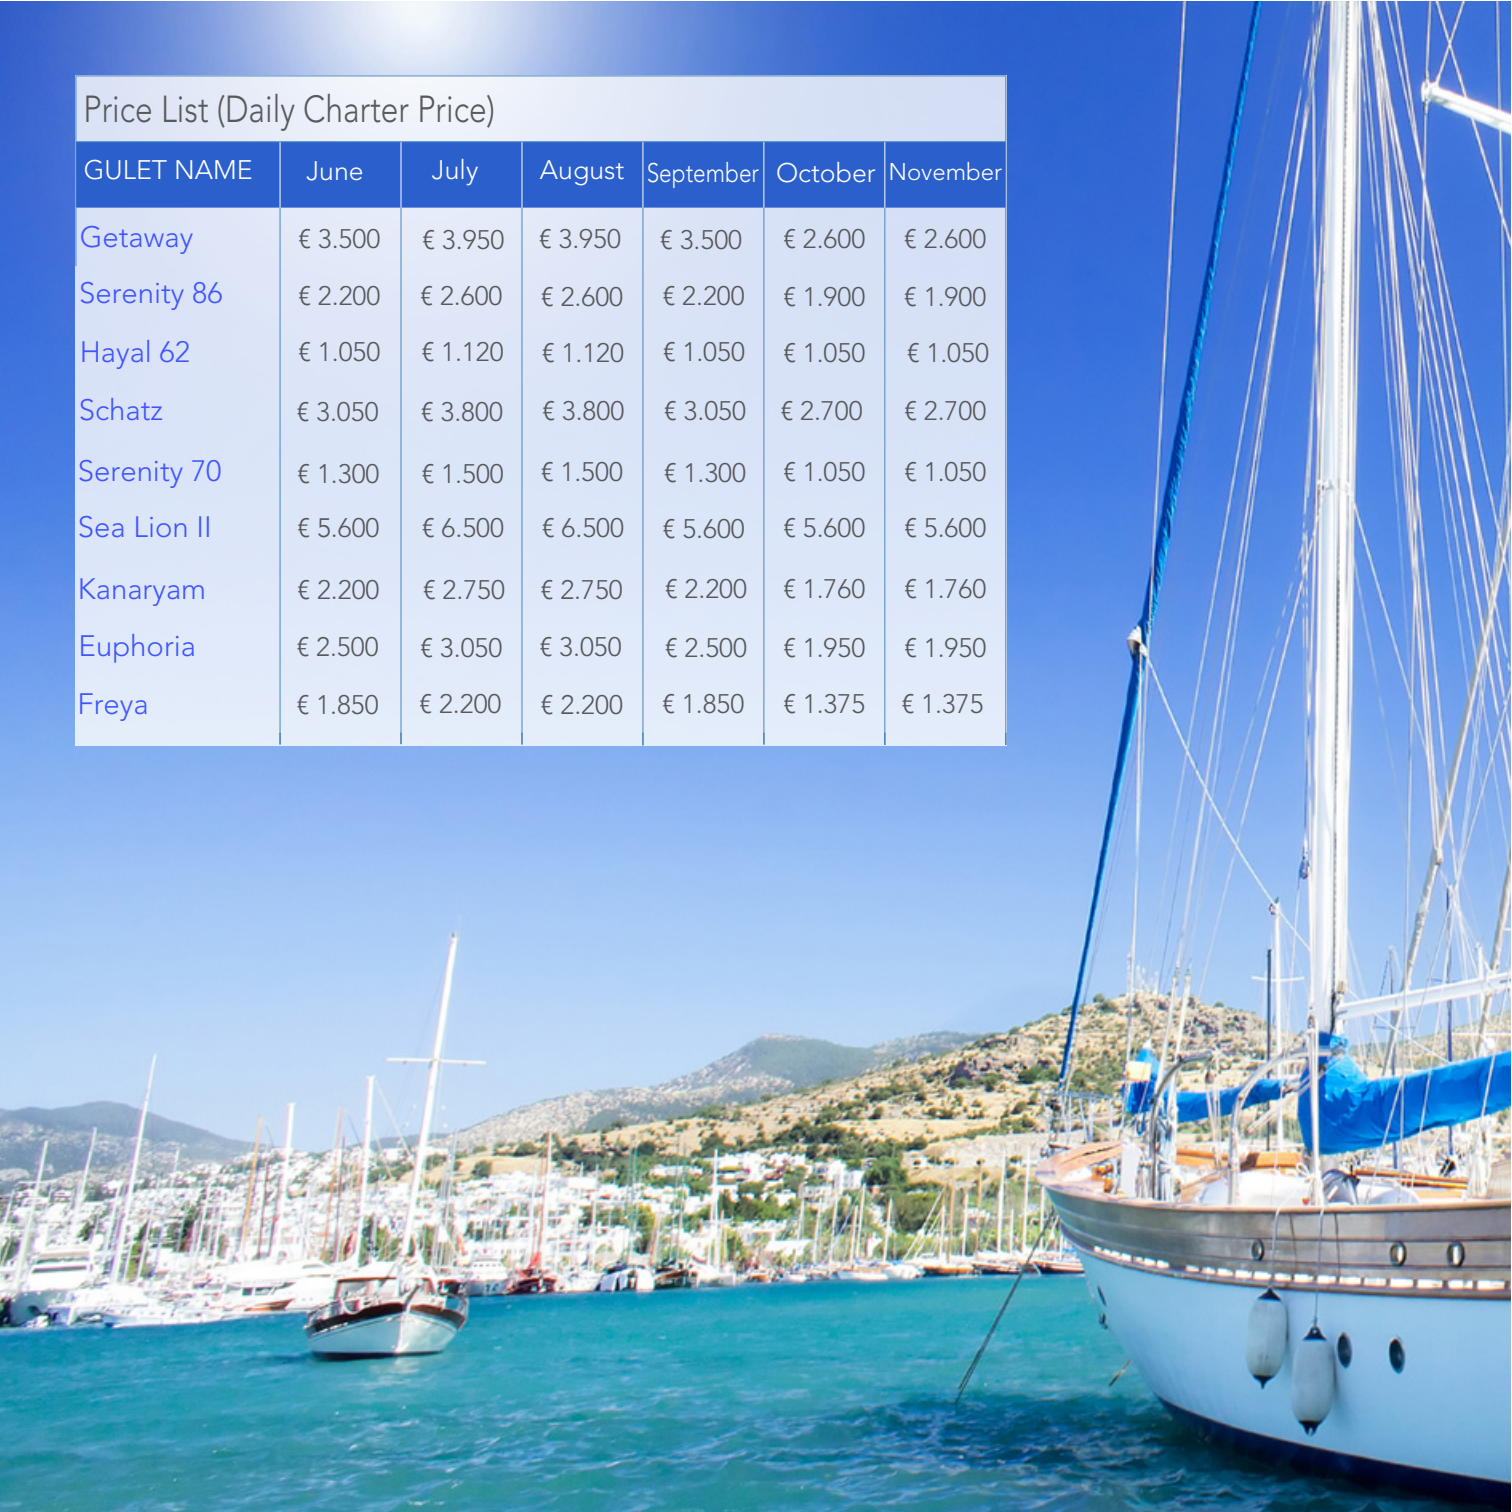 Price List (Daily Charter Price)
GULET NAME June July August September October November
Getaway € 3.500 € 3.950 € 3.950 € 3.500 € 2.600 € 2.600
Serenity 86 € 2.200 € 2.600 € 2.600 € 2.200 € 1.900 € 1.900
Hayal 62 € 1.050 € 1.120 € 1.120 € 1.050 € 1.050 € 1.050
Schatz € 3.050 € 3.800 € 3.800 € 3.050 € 2.700 € 2.700
Serenity 70 € 1.300 € 1.500 € 1.500 € 1.300 € 1.050 € 1.050
Sea Lion II € 5.600 € 6.500 € 6.500 € 5.600 € 5.600 € 5.600
Kanaryam € 2.200 € 2.750 € 2.750 € 2.200 € 1.760 € 1.760
Euphoria € 2.500 € 3.050 € 3.050 € 2.500 € 1.950 € 1.950
Freya € 1.850 € 2.200 € 2.200 € 1.850 € 1.375 € 1.375